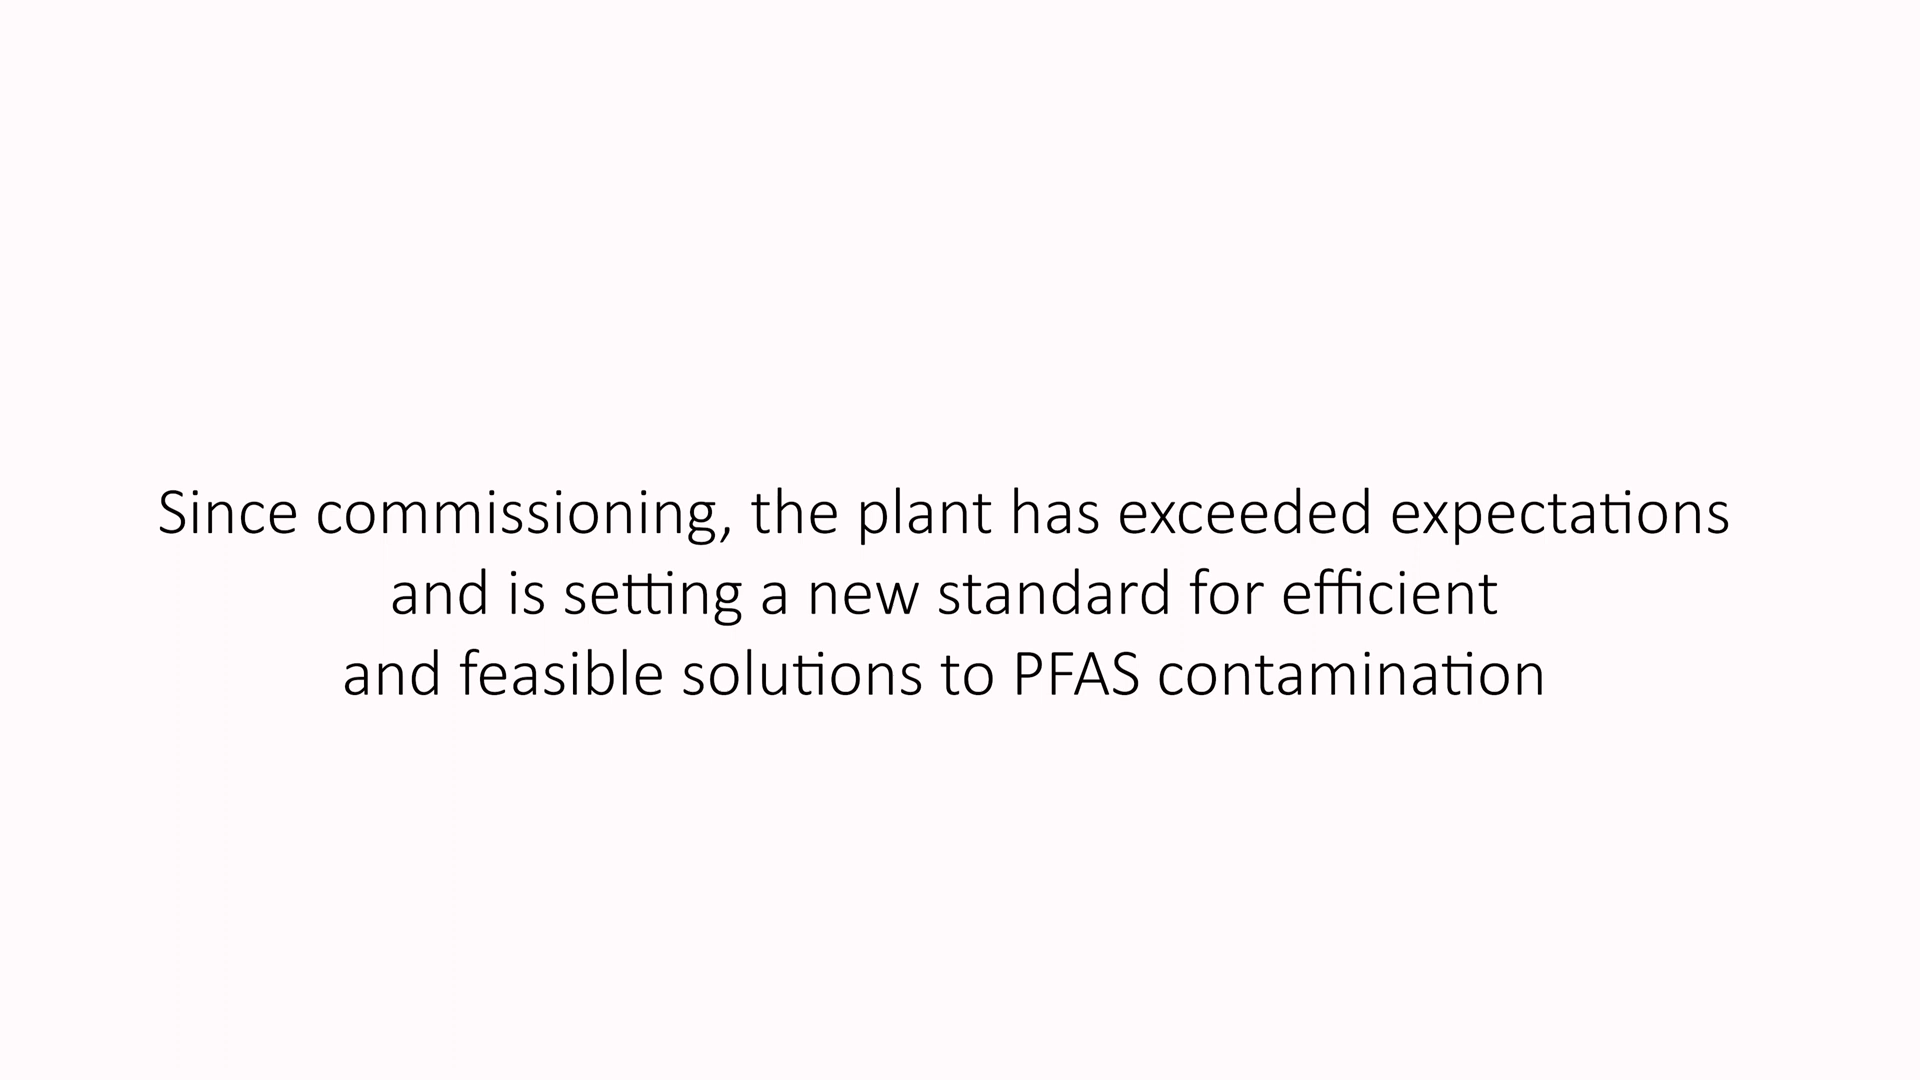 Since commissioning, the plant has exceeded expectations
and is setting a new standard for efficient
and feasible solutions to PFAS contamination